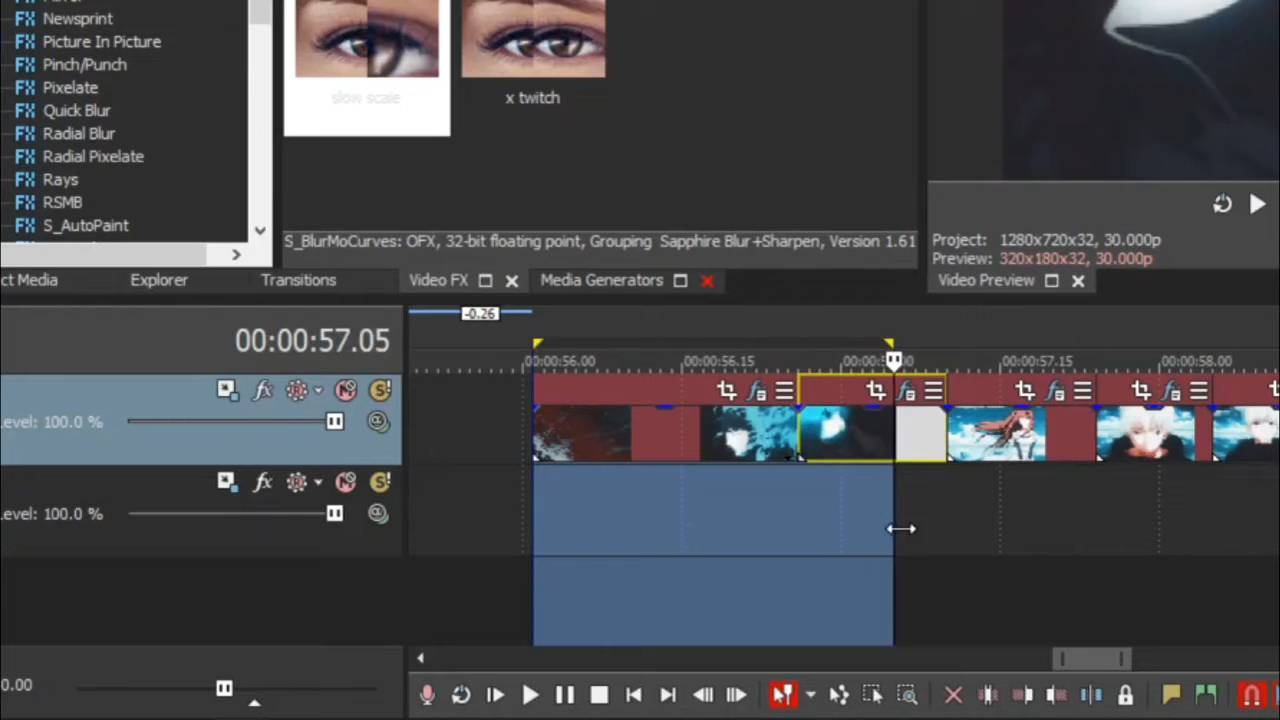 FX Newsprint
FX Picture In Picture
FX Pinch/Punch
FX Pixelate
FX Quick Blur
FX Radial Blur
FX Radial Pixelate
FX Rays
FX RSMB
FX S_AutoPaint
slow scale
x twitch
S_BlurMoCurves: OFX, 32-bit floating point, Grouping Sapphire Blur+Sharpen, Version 1.61
Project: 1280x720x32, 30.000p
Preview: 320x180x32, 30.000p
ct Media
Explorer
Transitions
Video FX
Media Generators
Video Preview
-0.26
00:00:57.05
00:00:56.00
00:00:56.15
00:00
00:00:57.15
00:00:58.00
evel: 100.0 %
evel: 100.0 %
0.00